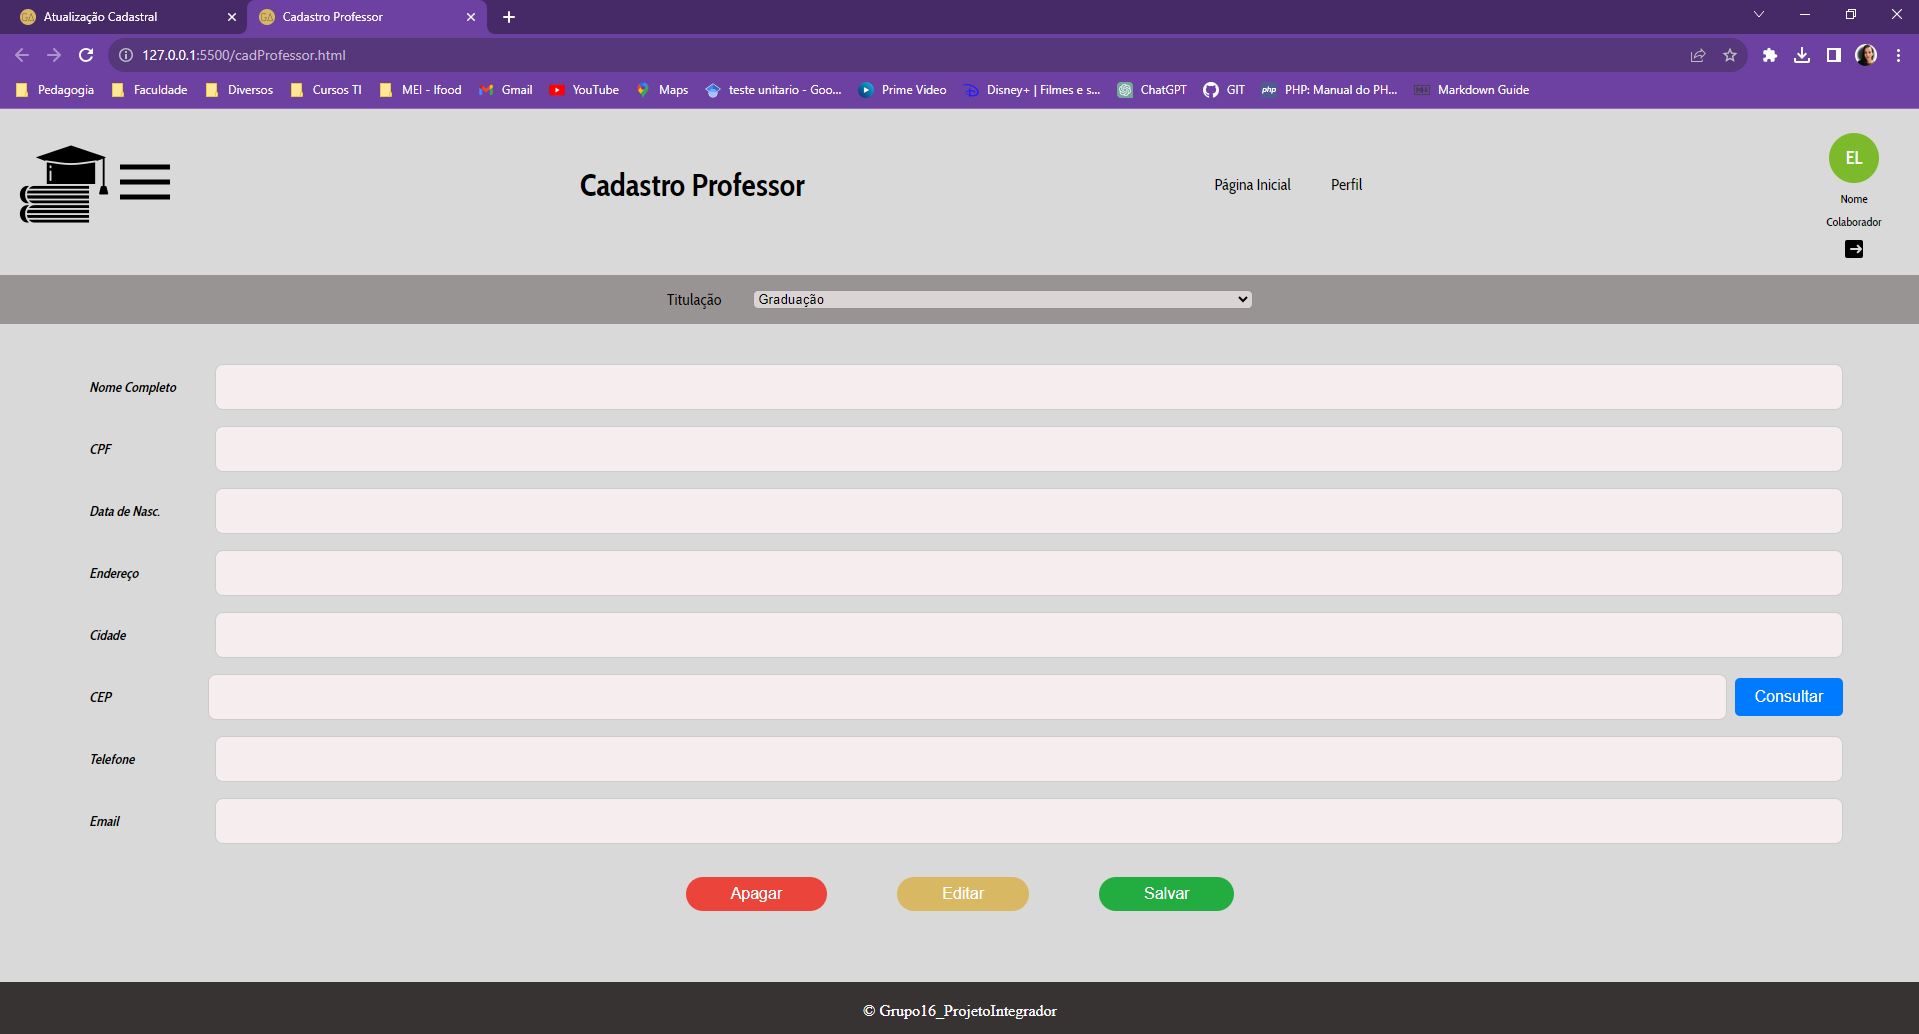 Atualização Cadastral
Cadastro Professor
127.0.0.1:5500/cadProfessor.html
Pedagogia Faculdade Diversos Cursos TI MEI - Ifood Gmail YouTube Maps teste unitario - Goo... Prime Video Disney+ | Filmes e s... ChatGPT GIT php PHP: Manual do PH... Markdown Guide
Cadastro Professor
Página Inicial
Perfil
EL
Nome
Colaborador
Titulação
Graduação
Nome Completo
CPF
Data de Nasc.
Endereço
Cidade
CEP
Consultar
Telefone
Email
Apagar
Editar
Salvar
© Grupo16_ProjetoIntegrador